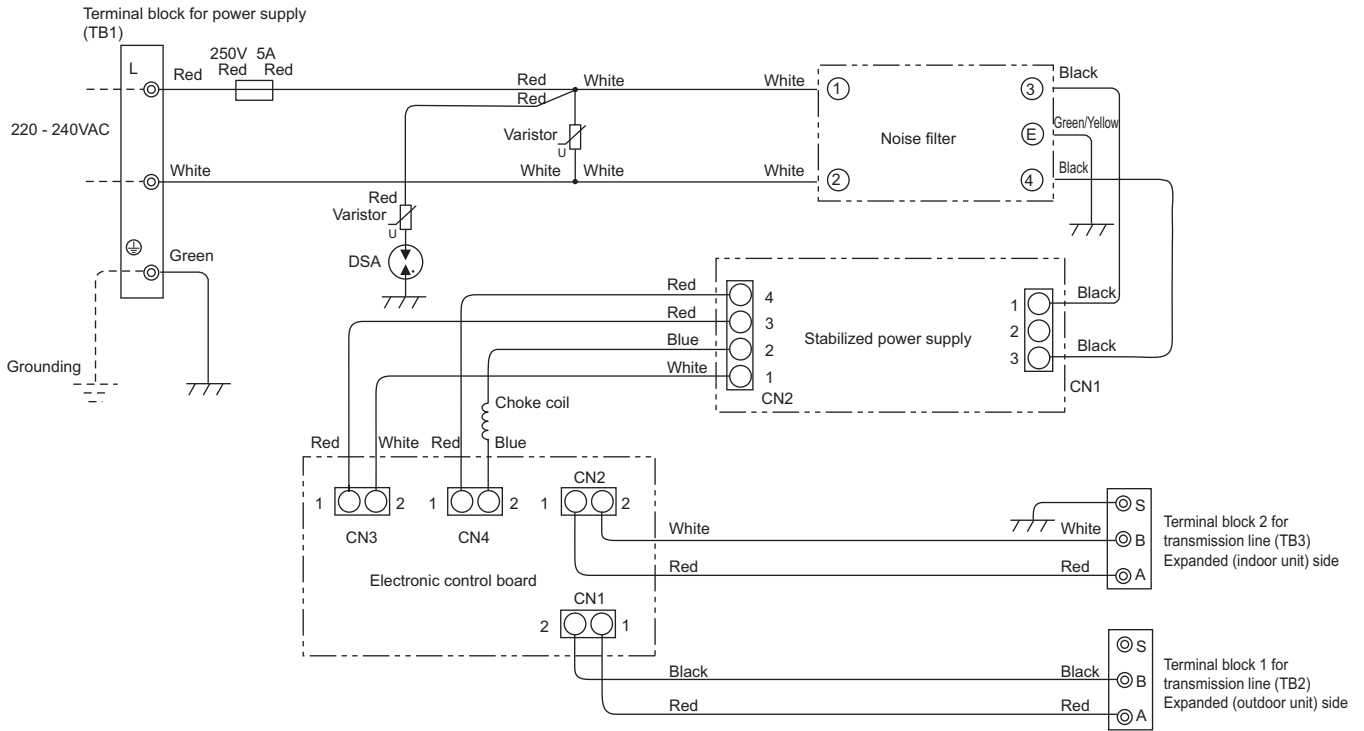 Terminal block for power supply
(TB1)
L
250V 5A
Red
Red Red
Red
White
White
Red
220 - 240VAC
Varistor
U
White
White White
White
Red
Varistor
U
DSA
Green
Grounding
1
2
Noise filter
3
E
4
Black
Green/Yellow
Black
Red
Red
Blue
White
4
3
2
1
CN2
Stabilized power supply
1
2
3
CN1
Black
Black
Choke coil
Red White Red Blue
1 2
CN3
1 2
CN4
CN2
1 2
Electronic control board
CN1
2 1
White White
Red Red
Black Black
Red Red
S
B
A
Terminal block 2 for
transmission line (TB3)
Expanded (indoor unit) side
S
B
A
Terminal block 1 for
transmission line (TB2)
Expanded (outdoor unit) side